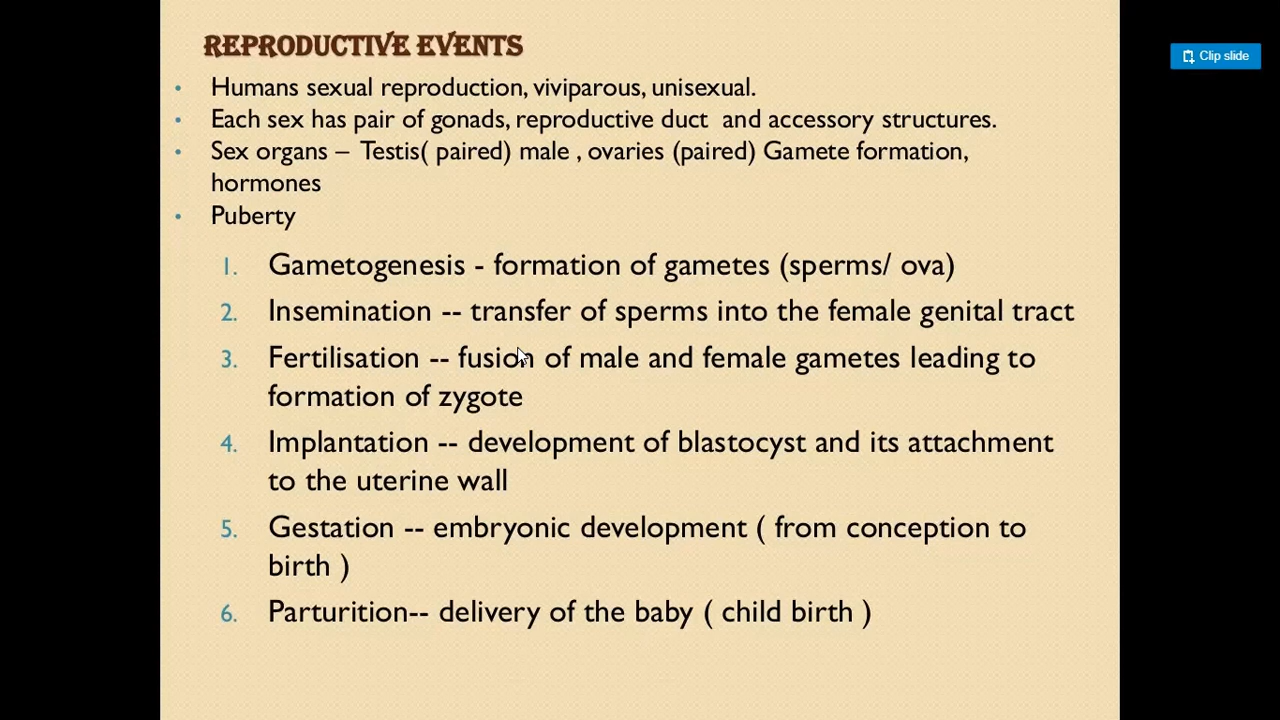 REPRODUCTIVE EVENTS
Clip slide
• Humans sexual reproduction, viviparous, unisexual.
• Each sex has pair of gonads, reproductive duct and accessory structures.
• Sex organs – Testis( paired) male , ovaries (paired) Gamete formation,
hormones
• Puberty
1. Gametogenesis - formation of gametes (sperms/ ova)
2. Insemination -- transfer of sperms into the female genital tract
3. Fertilisation -- fusion of male and female gametes leading to
formation of zygote
4. Implantation -- development of blastocyst and its attachment
to the uterine wall
5. Gestation -- embryonic development ( from conception to
birth )
6. Parturition-- delivery of the baby ( child birth )